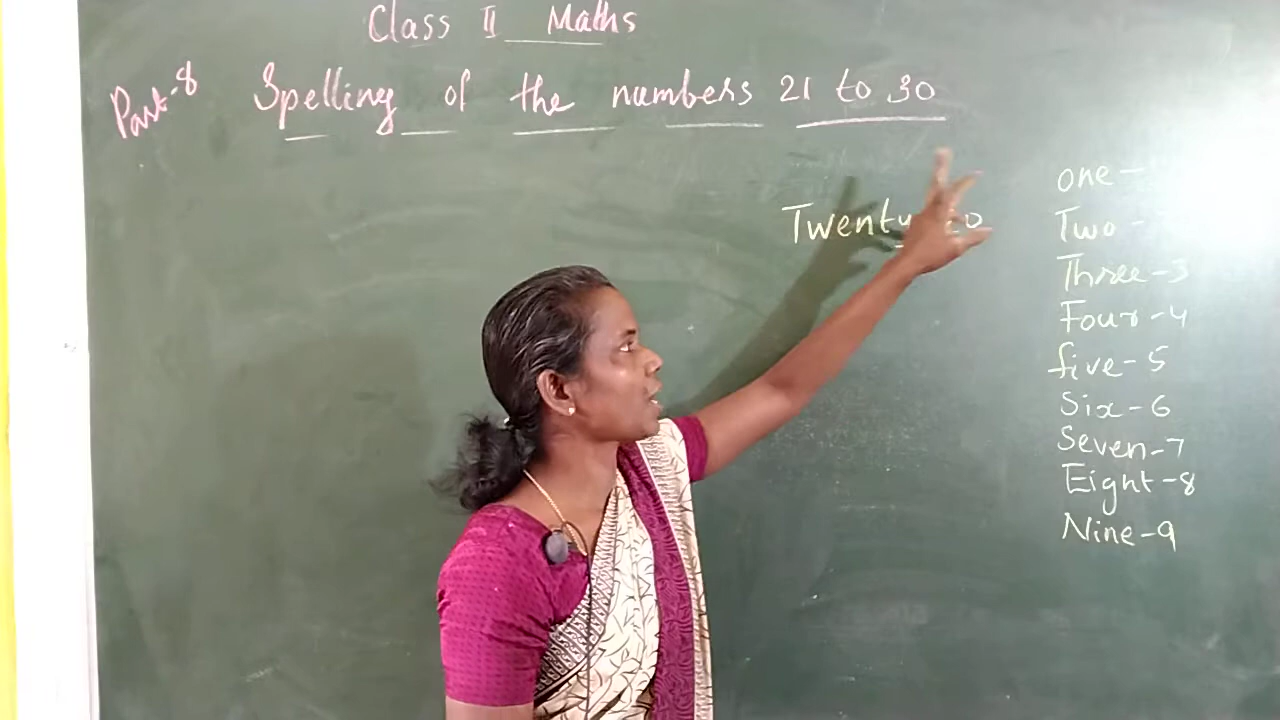 Class II Maths
Part-8 Spelling of the numbers 21 to 30
one-
Twenty
Two -
Three-3
Four-4
five-5
Six-6
Seven-7
Eight-8
Nine-9